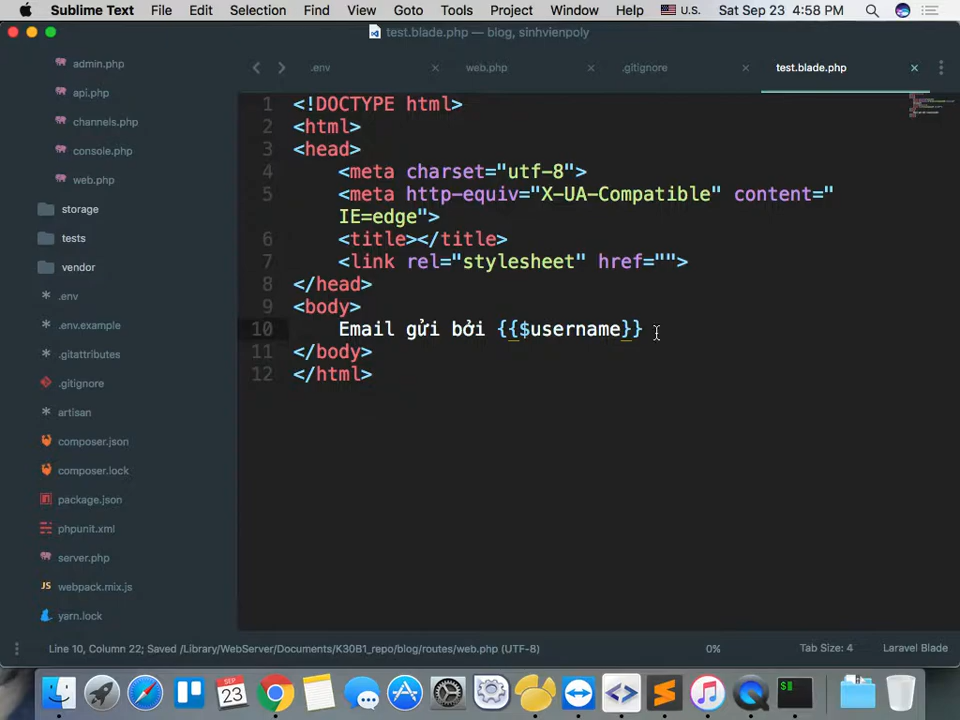 Sublime Text File Edit Selection Find View Goto Tools Project Window Help U.S. Sat Sep 23 4:58 PM
test.blade.php — blog, sinhvienpoly
.env web.php .gitignore test.blade.php
admin.php
api.php
channels.php
console.php
web.php
storage
tests
vendor
.env
.env.example
.gitattributes
.gitignore
artisan
composer.json
composer.lock
package.json
phpunit.xml
server.php
JS webpack.mix.js
yarn.lock
1 <!DOCTYPE html>
2 <html>
3 <head>
4 <meta charset="utf-8">
5 <meta http-equiv="X-UA-Compatible" content="
IE=edge">
6 <title></title>
7 <link rel="stylesheet" href="">
8 </head>
9 <body>
10 Email gửi bởi {{$username}}
11 </body>
12 </html>
Line 10, Column 22; Saved /Library/WebServer/Documents/K30B1_repo/blog/routes/web.php (UTF-8) 0% Tab Size: 4 Laravel Blade
SEP
23